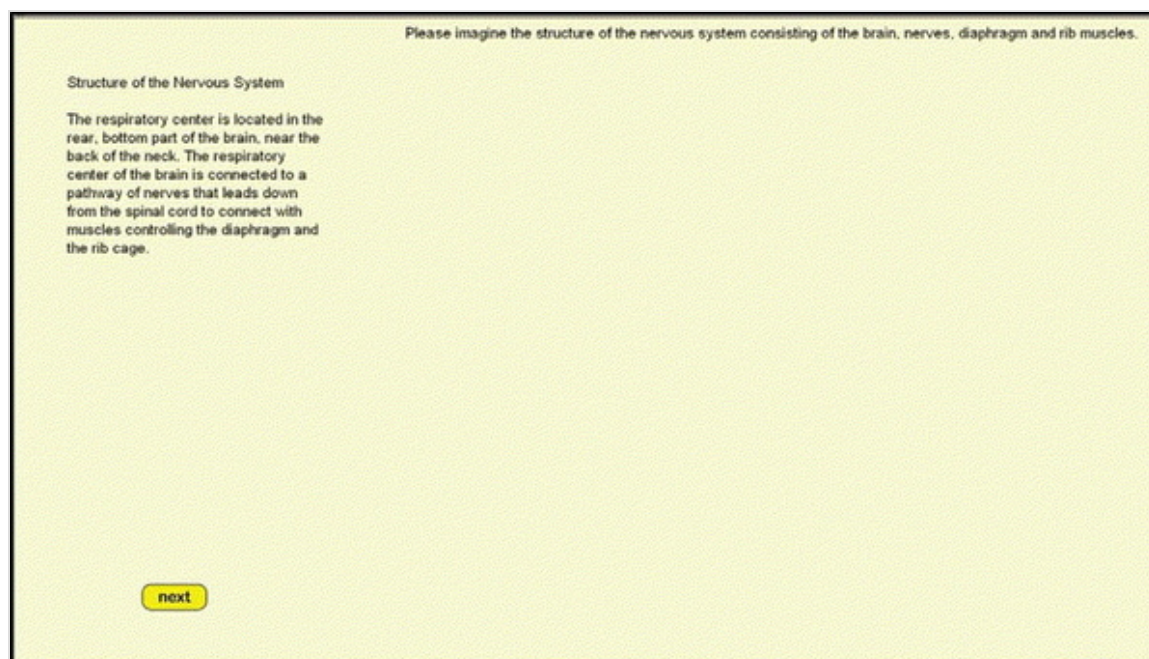 Please imagine the structure of the nervous system consisting of the brain, nerves, diaphragm and rib muscles.
Structure of the Nervous System
The respiratory center is located in the
rear, bottom part of the brain, near the
back of the neck. The respiratory
center of the brain is connected to a
pathway of nerves that leads down
from the spinal cord to connect with
muscles controlling the diaphragm and
the rib cage.
next